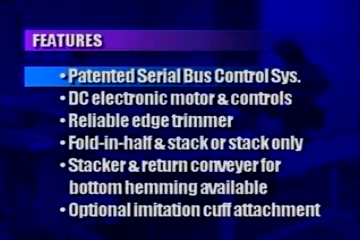 FEATURES
• Patented Serial Bus Control Sys.
• DC electronic motor & controls
• Reliable edge trimmer
• Fold-in-half & stack or stack only
• Stacker & return conveyer for
bottom hemming available
• Optional imitation cuff attachment